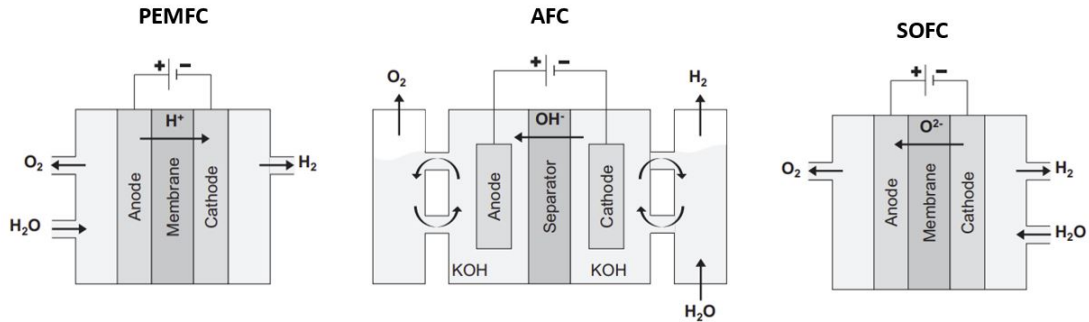 PEMFC
+ −
H⁺
O₂
H₂
H₂O
Anode
Membrane
Cathode
AFC
+ −
O₂
H₂
OH⁻
Anode
Separator
Cathode
KOH
KOH
H₂O
SOFC
+ −
O²⁻
O₂
H₂
H₂O
Anode
Membrane
Cathode